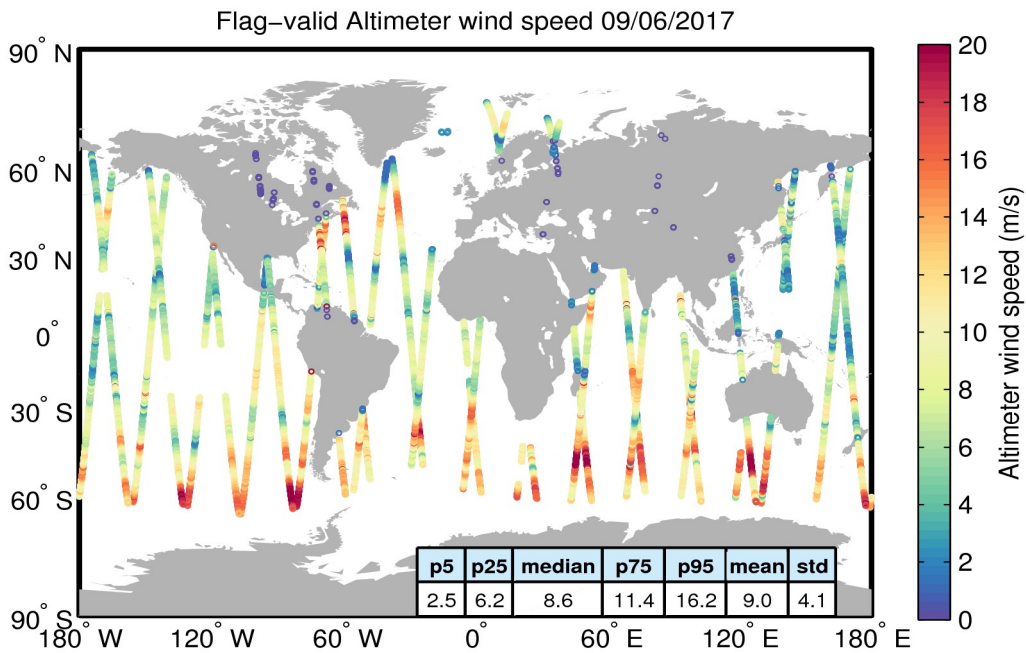 Flag−valid Altimeter wind speed 09/06/2017
90° N
60° N
30° N
0°
30° S
60° S
90° S
180° W
120° W
60° W
0°
60° E
120° E
180° E
p5 p25 median p75 p95 mean std
2.5 6.2 8.6 11.4 16.2 9.0 4.1
20
18
16
14
12
10
8
6
4
2
0
Altimeter wind speed (m/s)